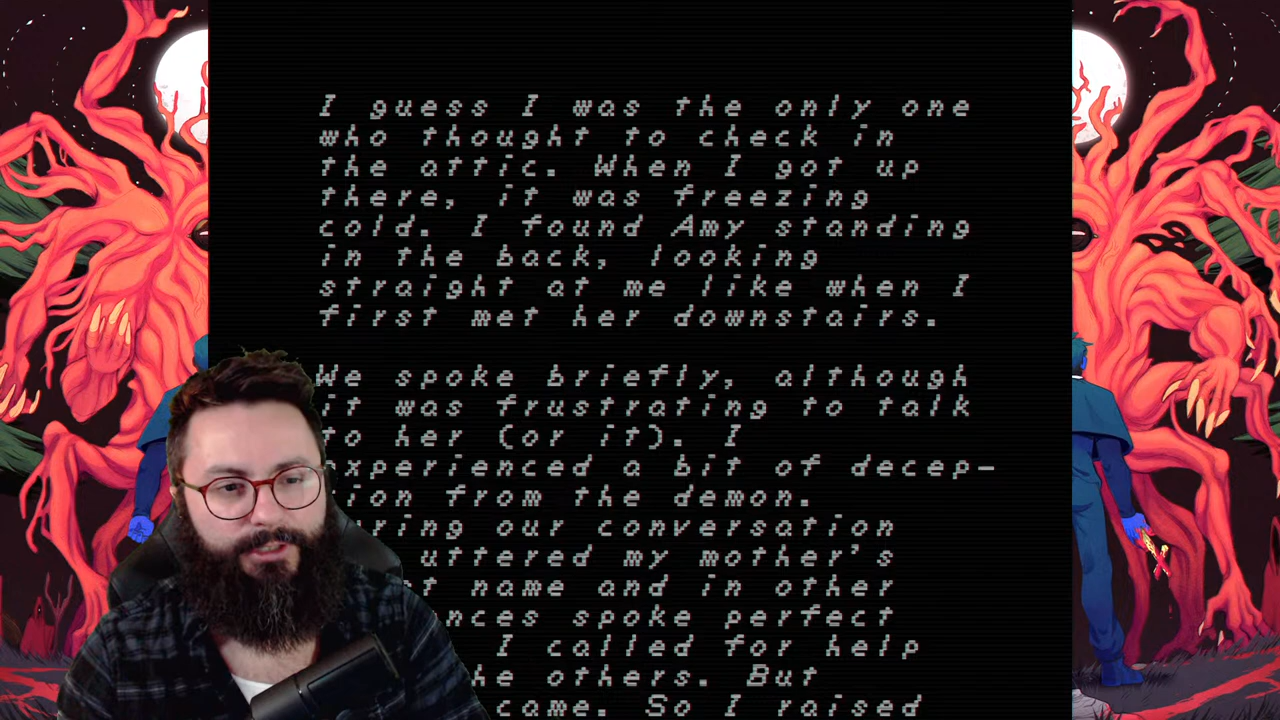 I guess I was the only one
who thought to check in
the attic. When I got up
there, it was freezing
cold. I found Amy standing
in the back, looking
straight at me like when I
first met her downstairs.
We spoke briefly, although
it was frustrating to talk
to her (or it). I
experienced a bit of decep-
tion from the demon.
During our conversation
uttered my mother's
name and in other
spoke perfect
I called for help
others. But
came. So I raised